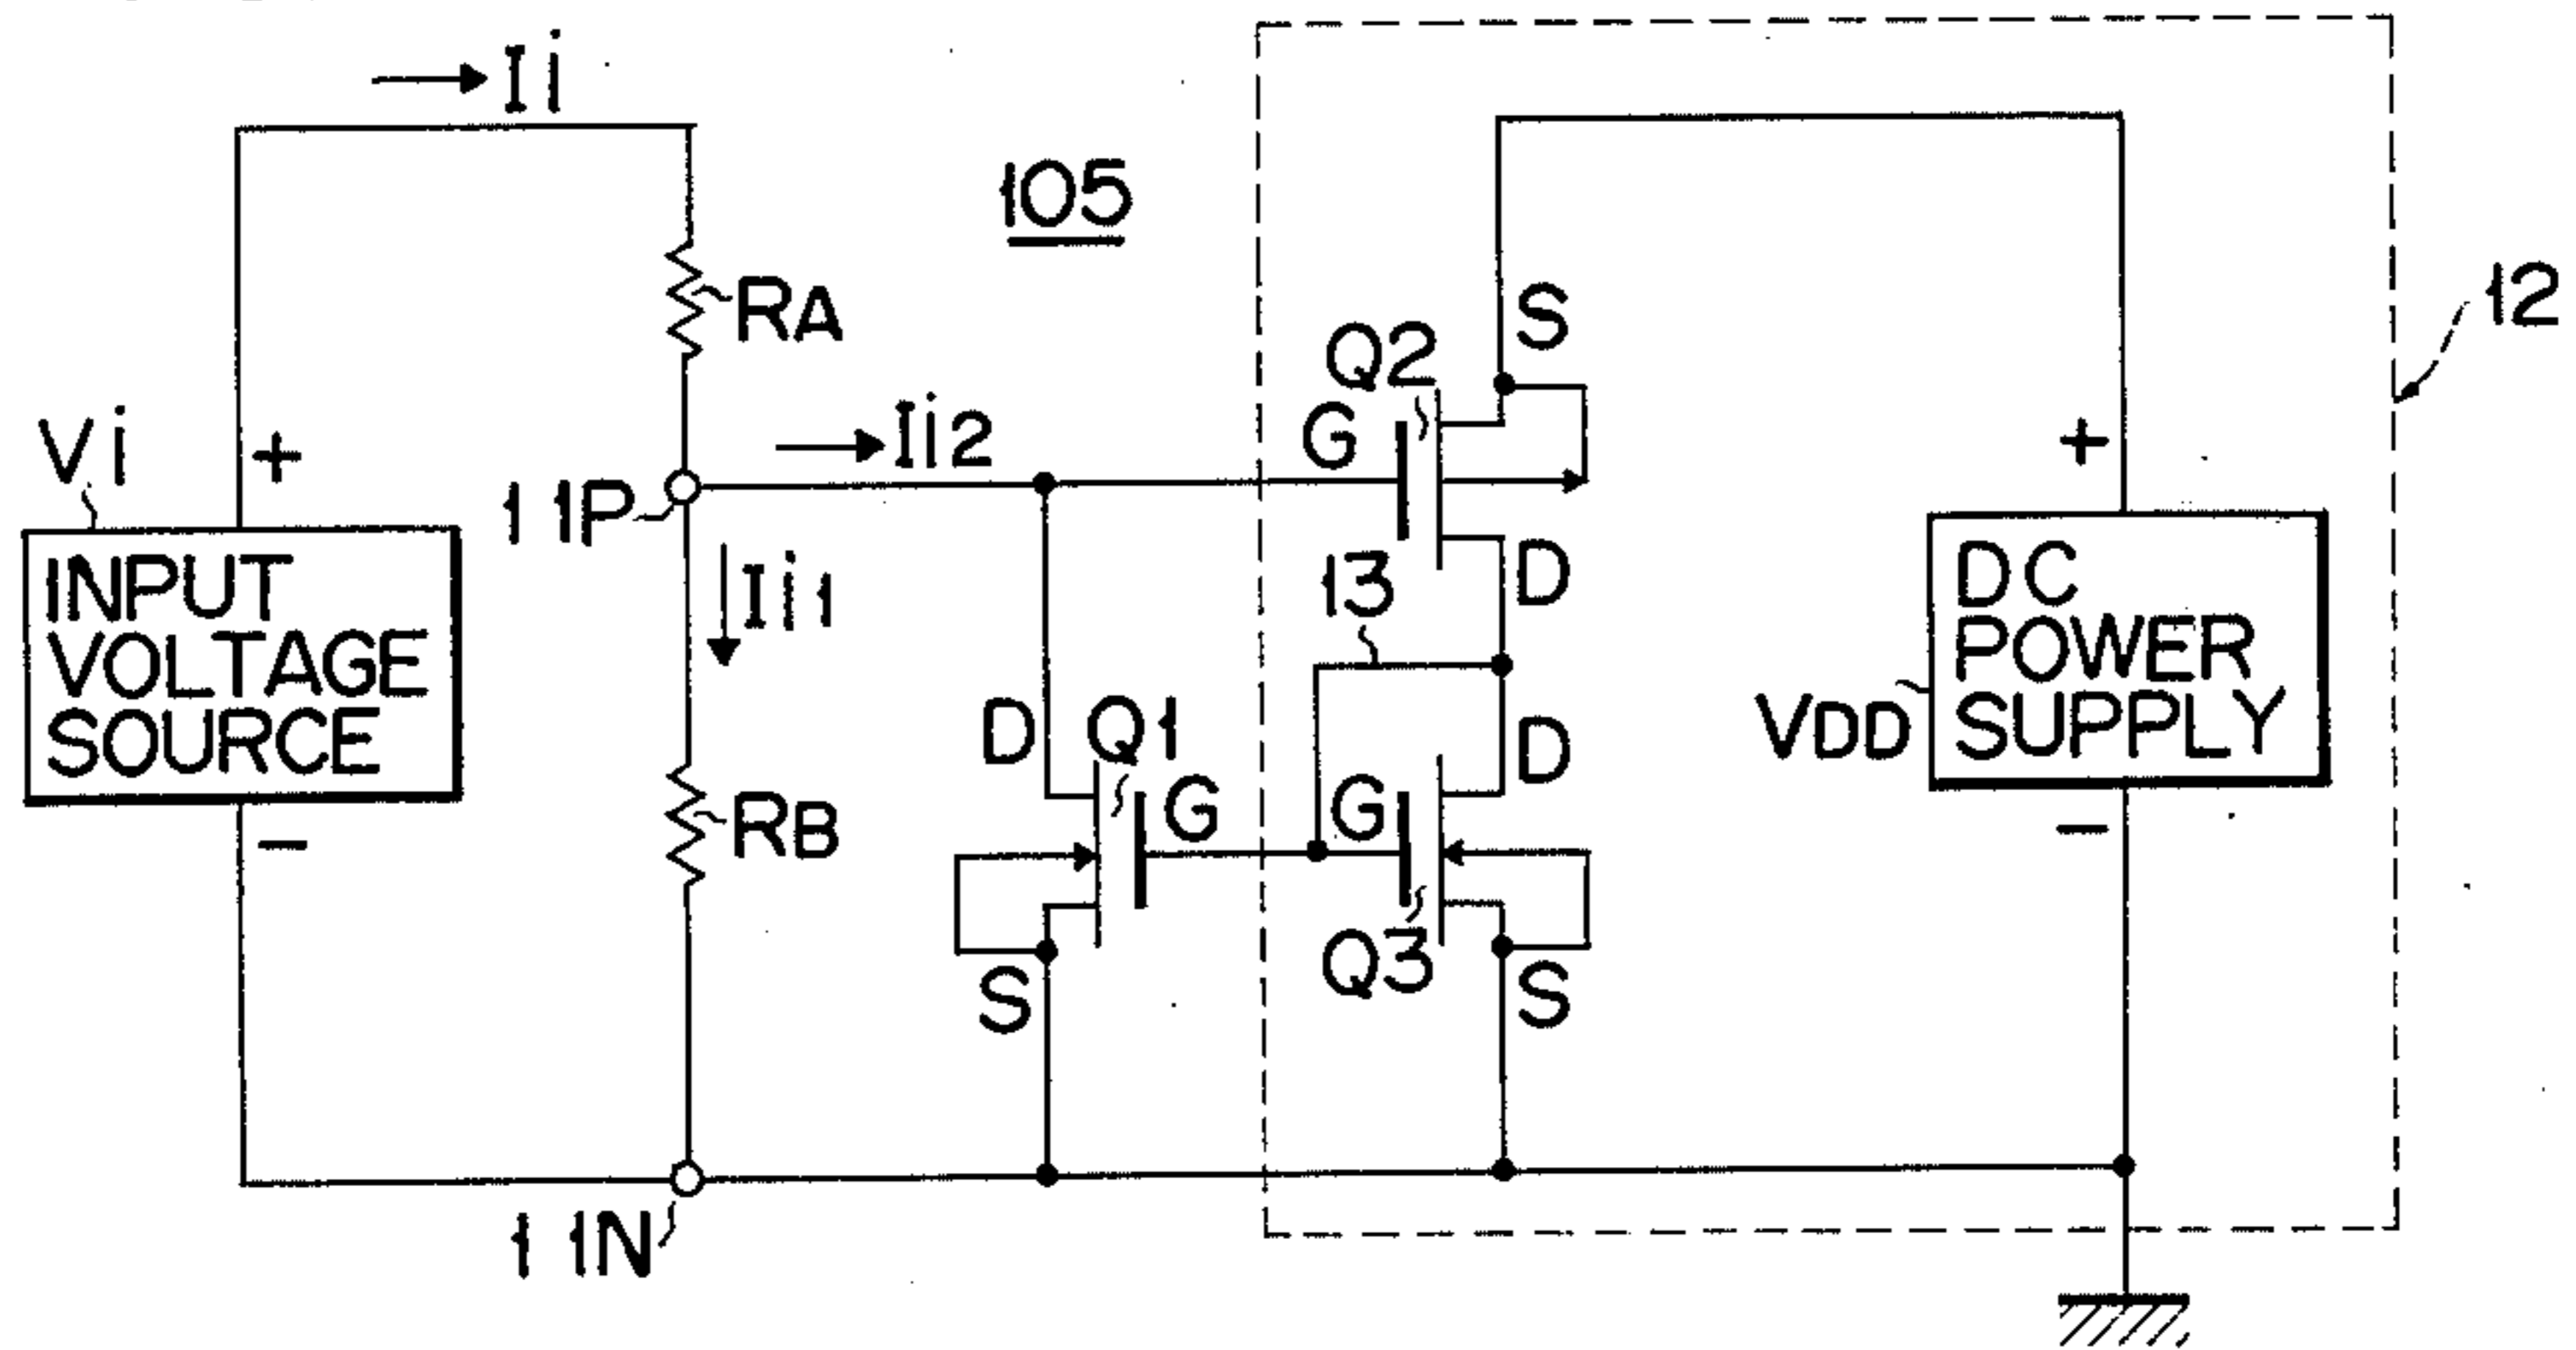 Ii
105
RA
S
12
Q2
Vi
+
Ii2
G
+
11P
INPUT
VOLTAGE
SOURCE
Ii1
13
D
DC
POWER
SUPPLY
VDD
D
Q1
G
G
D
RB
−
−
S
Q3
S
11N